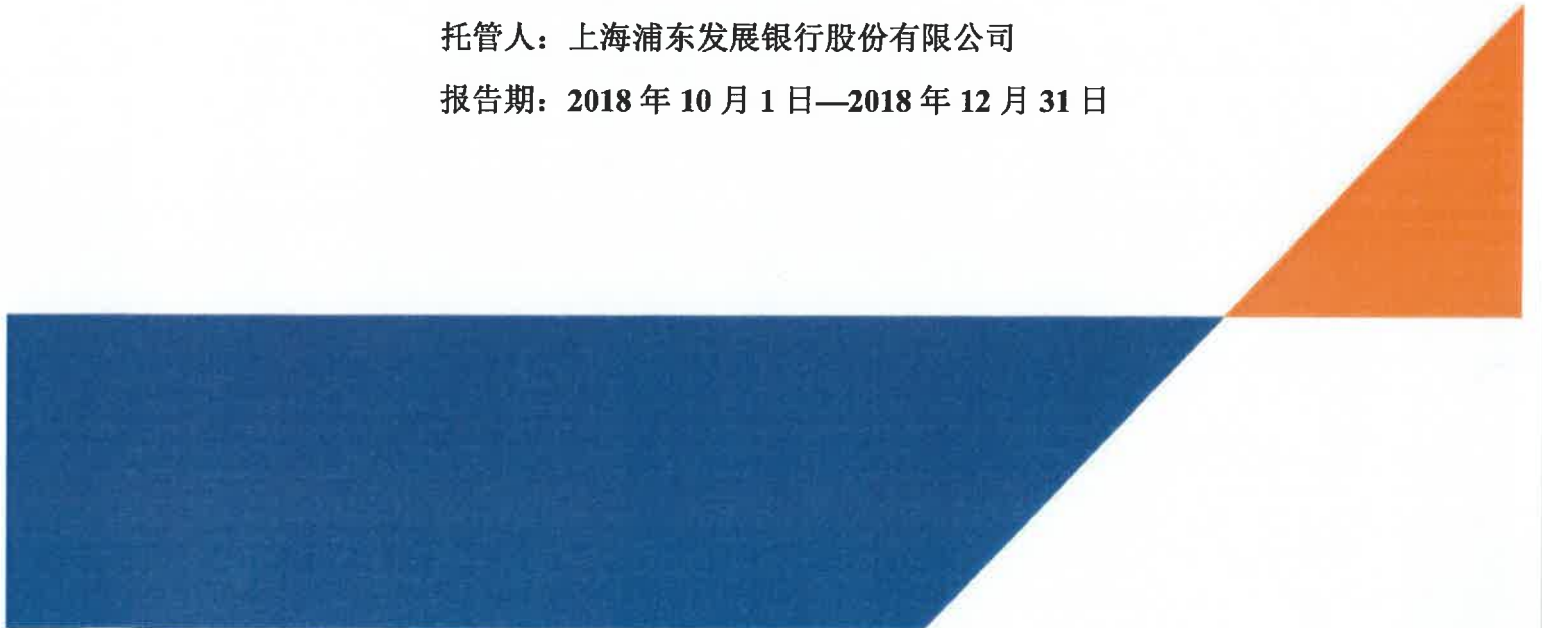 托管人：上海浦东发展银行股份有限公司
报告期：2018 年 10 月 1 日—2018 年 12 月 31 日